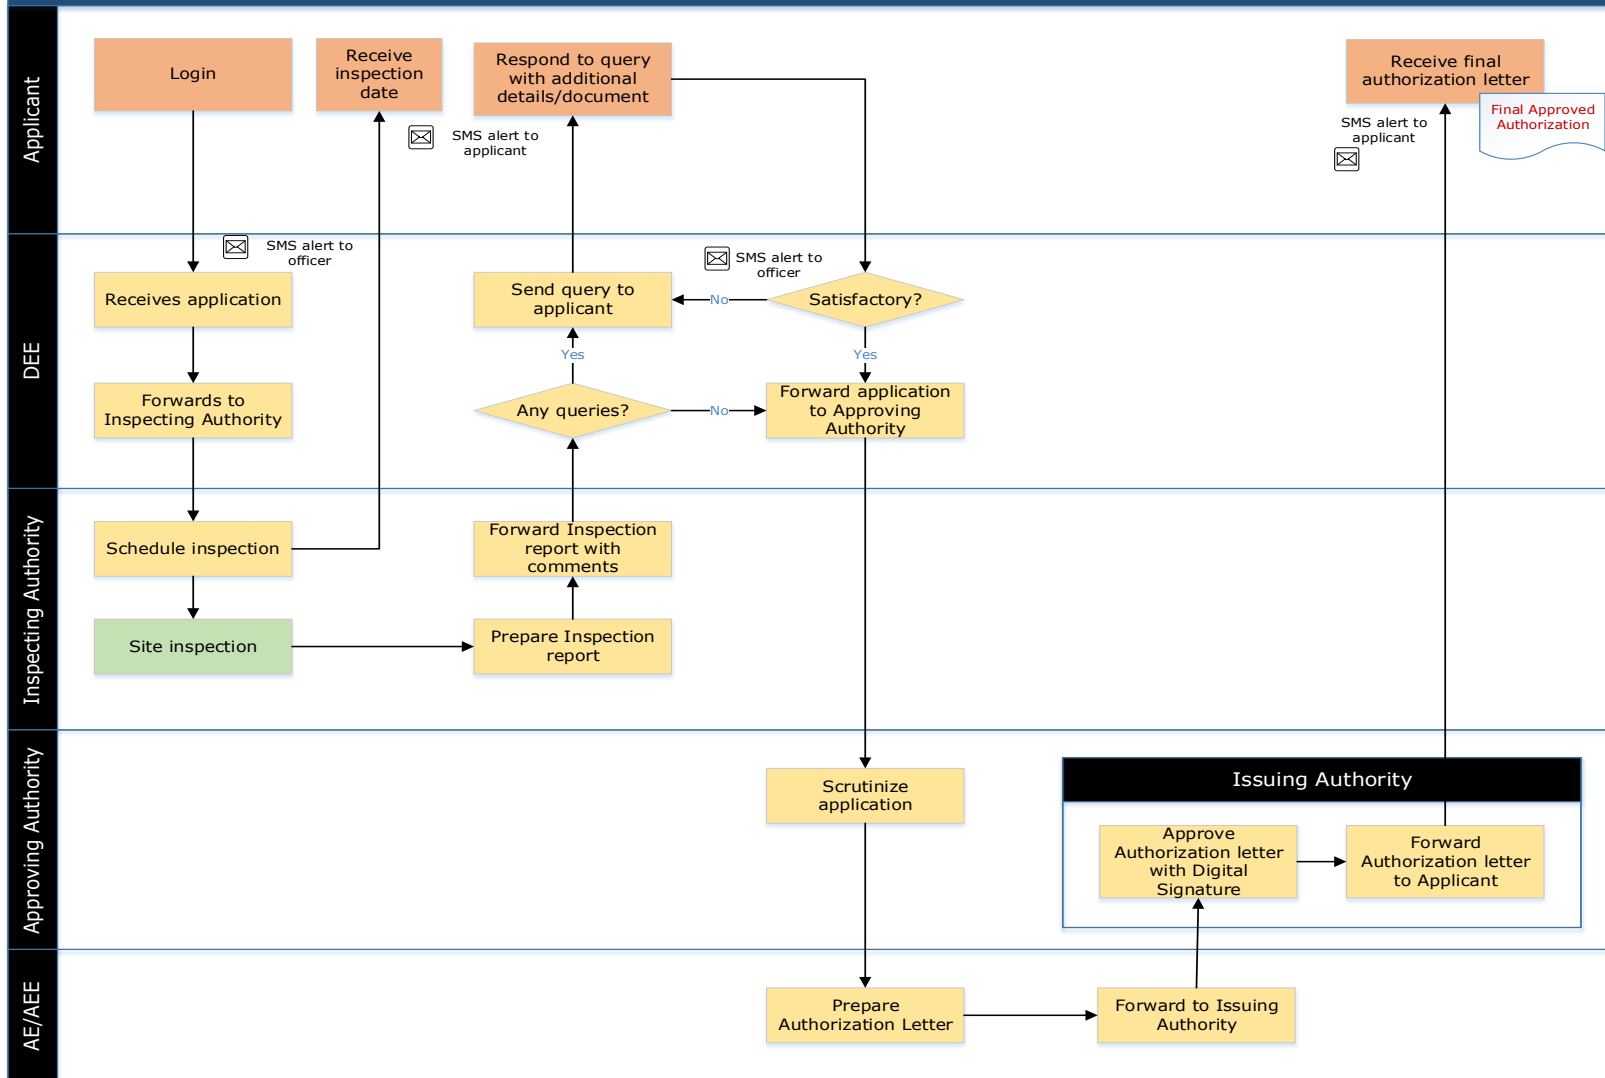 Applicant
Login
Receive
inspection
date
Respond to query
with additional
details/document
Receive final
authorization letter
Final Approved
Authorization
SMS alert to
applicant
SMS alert to
applicant
DEE
SMS alert to
officer
SMS alert to
officer
Receives application
Send query to
applicant
No
Satisfactory?
Yes
Yes
Forwards to
Inspecting Authority
Any queries?
No
Forward application
to Approving
Authority
Inspecting Authority
Schedule inspection
Forward Inspection
report with
comments
Site inspection
Prepare Inspection
report
Approving Authority
Scrutinize
application
Issuing Authority
Approve
Authorization letter
with Digital
Signature
Forward
Authorization letter
to Applicant
AE/AEE
Prepare
Authorization Letter
Forward to Issuing
Authority